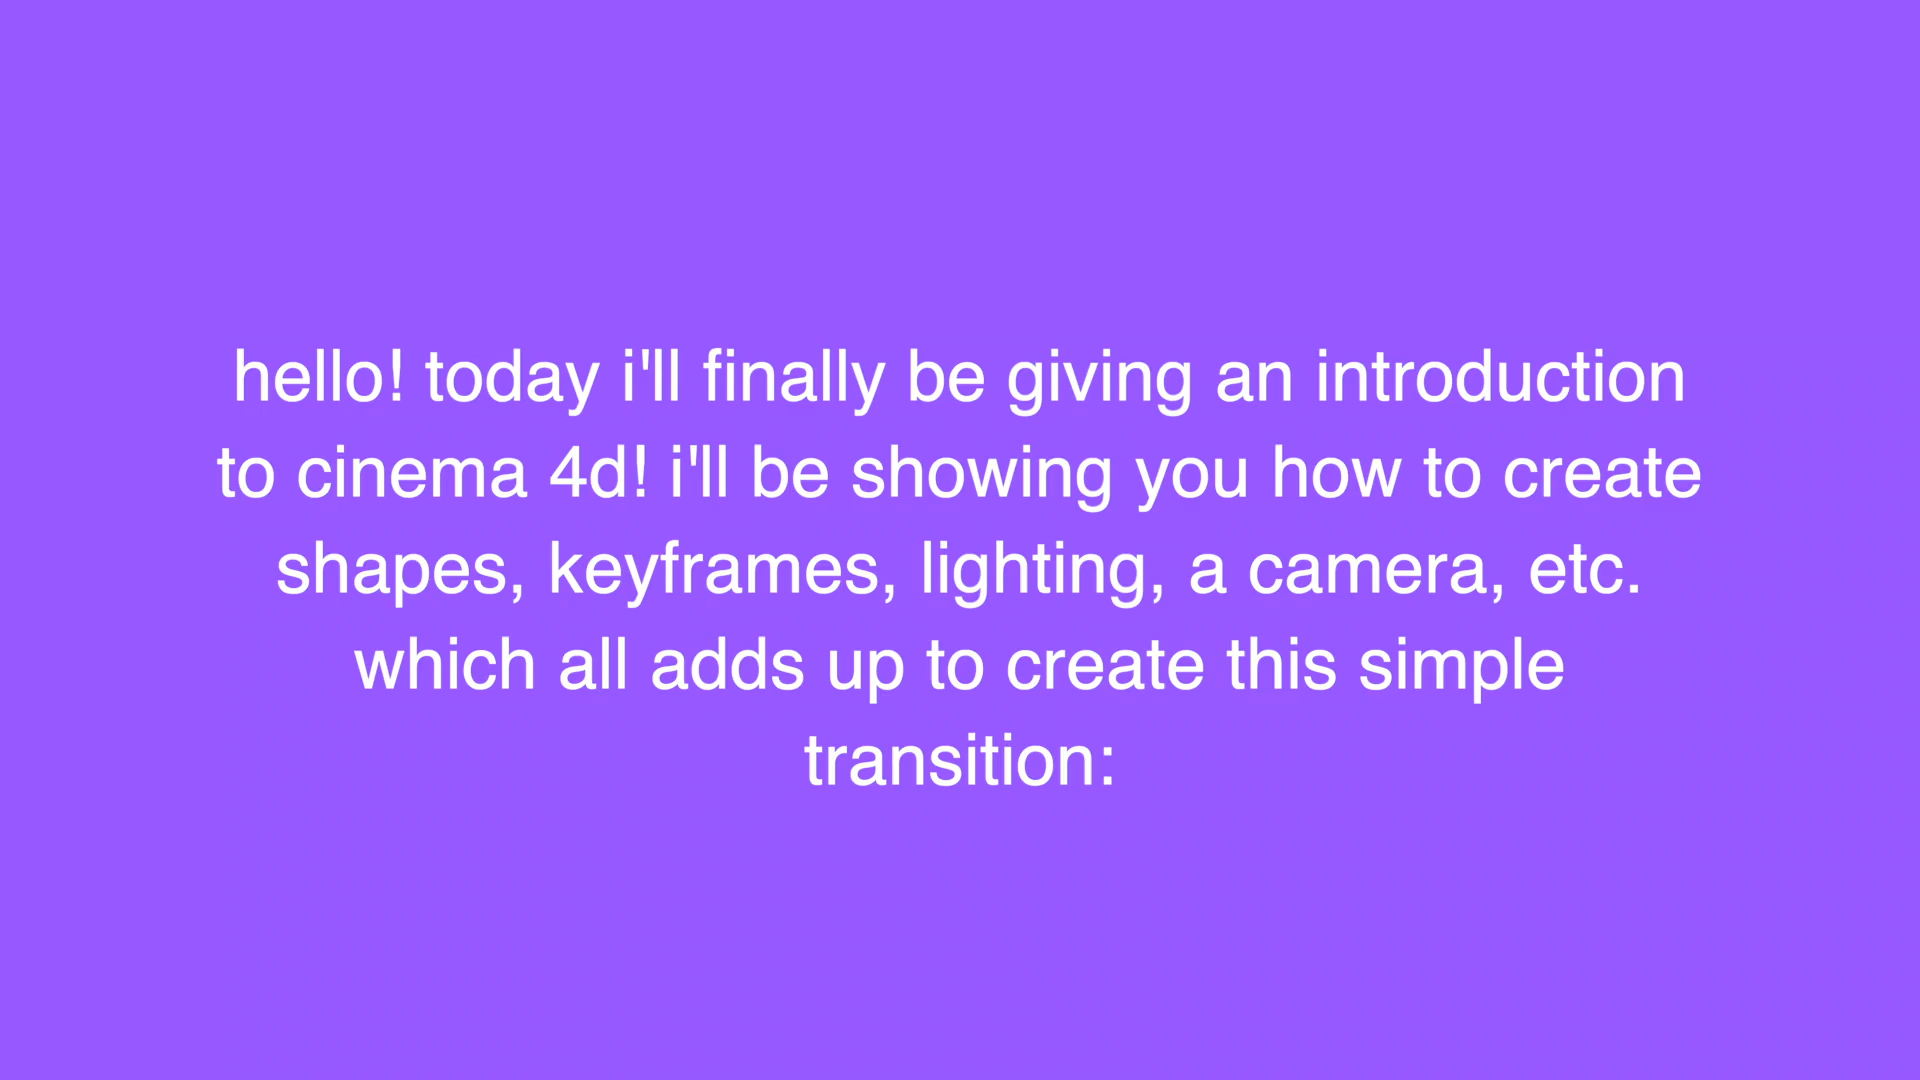 hello! today i'll finally be giving an introduction
to cinema 4d! i'll be showing you how to create
shapes, keyframes, lighting, a camera, etc.
which all adds up to create this simple
transition: